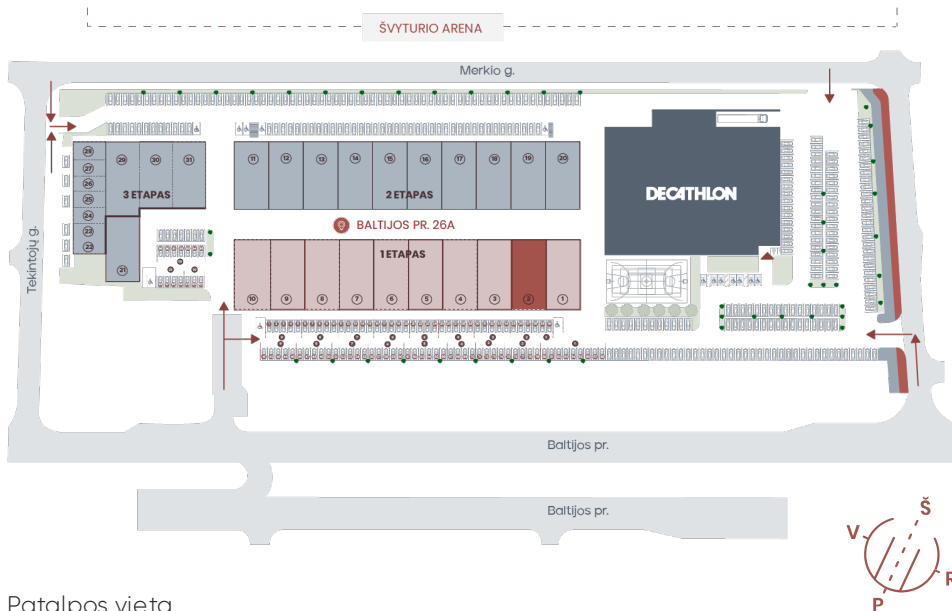 ŠVYTURIO ARENA
Merkio g.
28
27
26
25
24
23
22
29
30
31
3 ETAPAS
21
11
12
13
14
15
16
17
18
19
20
2 ETAPAS
DECATHLON
BALTIJOS PR. 26A
1 ETAPAS
10
9
8
7
6
5
4
3
2
1
Tekintojų g.
Baltijos pr.
Baltijos pr.
Š
V
R
P
Patalpos vieta